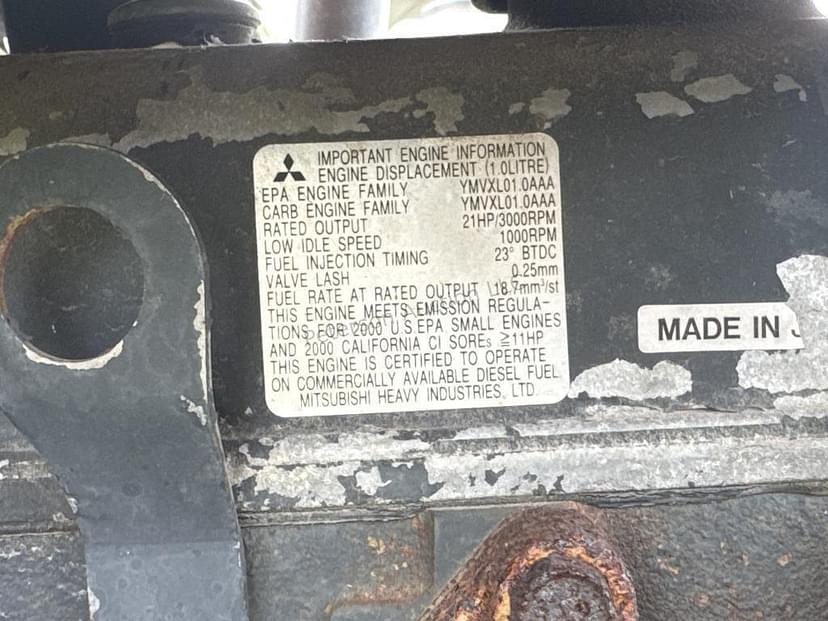 IMPORTANT ENGINE INFORMATION
ENGINE DISPLACEMENT (1.0LITRE)
EPA ENGINE FAMILY YMVXL01.0AAA
CARB ENGINE FAMILY YMVXL01.0AAA
RATED OUTPUT 21HP/3000RPM
LOW IDLE SPEED 1000RPM
FUEL INJECTION TIMING 23° BTDC
VALVE LASH 0.25mm
FUEL RATE AT RATED OUTPUT 18.7mm³/st
THIS ENGINE MEETS EMISSION REGULA-
TIONS FOR 2000 U.S EPA SMALL ENGINES
AND 2000 CALIFORNIA CI SOREs ≧11HP
THIS ENGINE IS CERTIFIED TO OPERATE
ON COMMERCIALLY AVAILABLE DIESEL FUEL
MITSUBISHI HEAVY INDUSTRIES, LTD.
MADE IN